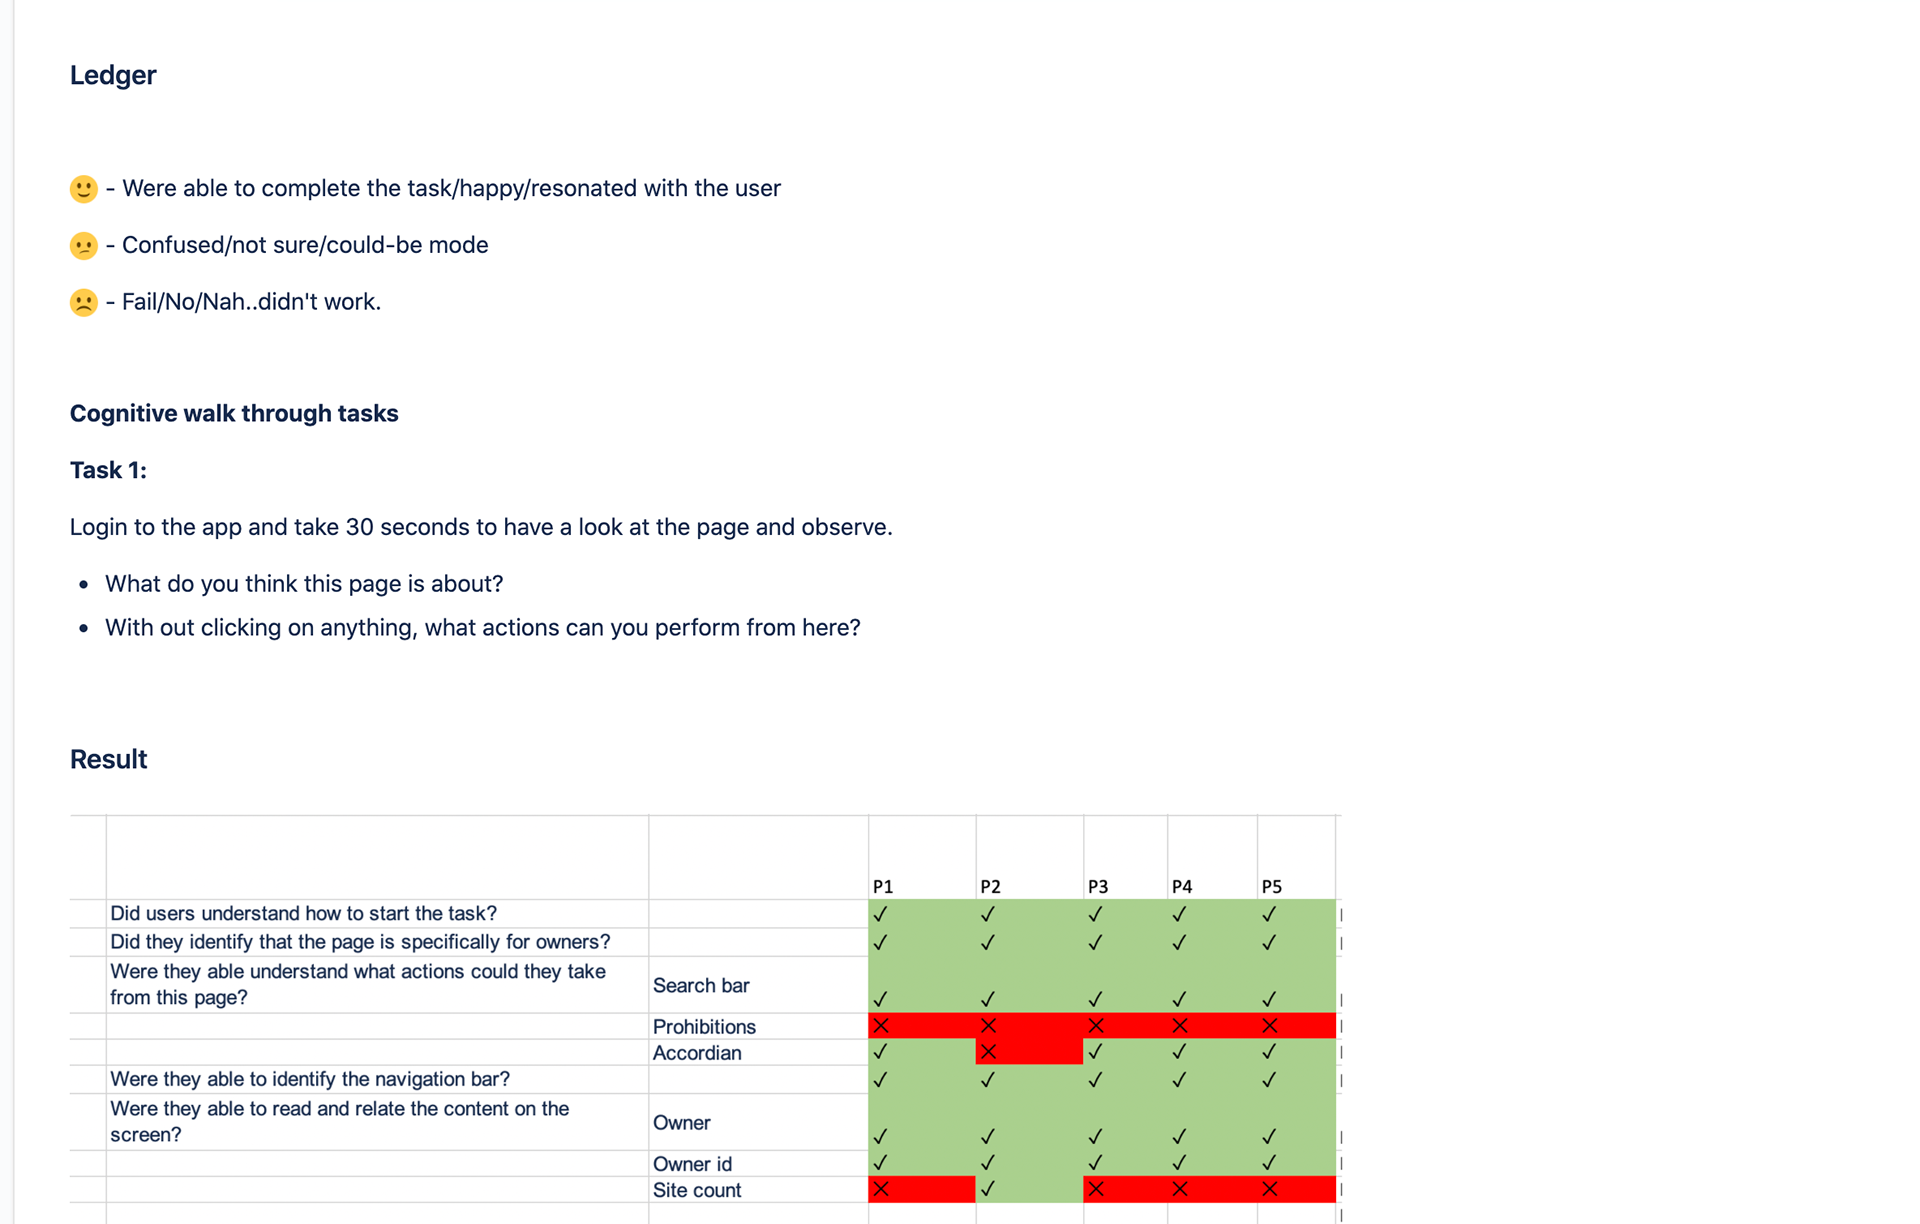 Ledger
🙂 - Were able to complete the task/happy/resonated with the user
😕 - Confused/not sure/could-be mode
🙁 - Fail/No/Nah..didn't work.
Cognitive walk through tasks
Task 1:
Login to the app and take 30 seconds to have a look at the page and observe.
• What do you think this page is about?
• With out clicking on anything, what actions can you perform from here?
Result
P1 P2 P3 P4 P5
Did users understand how to start the task? ✓ ✓ ✓ ✓ ✓
Did they identify that the page is specifically for owners? ✓ ✓ ✓ ✓ ✓
Were they able understand what actions could they take
from this page?
Search bar ✓ ✓ ✓ ✓ ✓
Prohibitions ✕ ✕ ✕ ✕ ✕
Accordian ✓ ✕ ✓ ✓ ✓
Were they able to identify the navigation bar? ✓ ✓ ✓ ✓ ✓
Were they able to read and relate the content on the
screen?
Owner ✓ ✓ ✓ ✓ ✓
Owner id ✓ ✓ ✓ ✓ ✓
Site count ✕ ✓ ✕ ✕ ✕